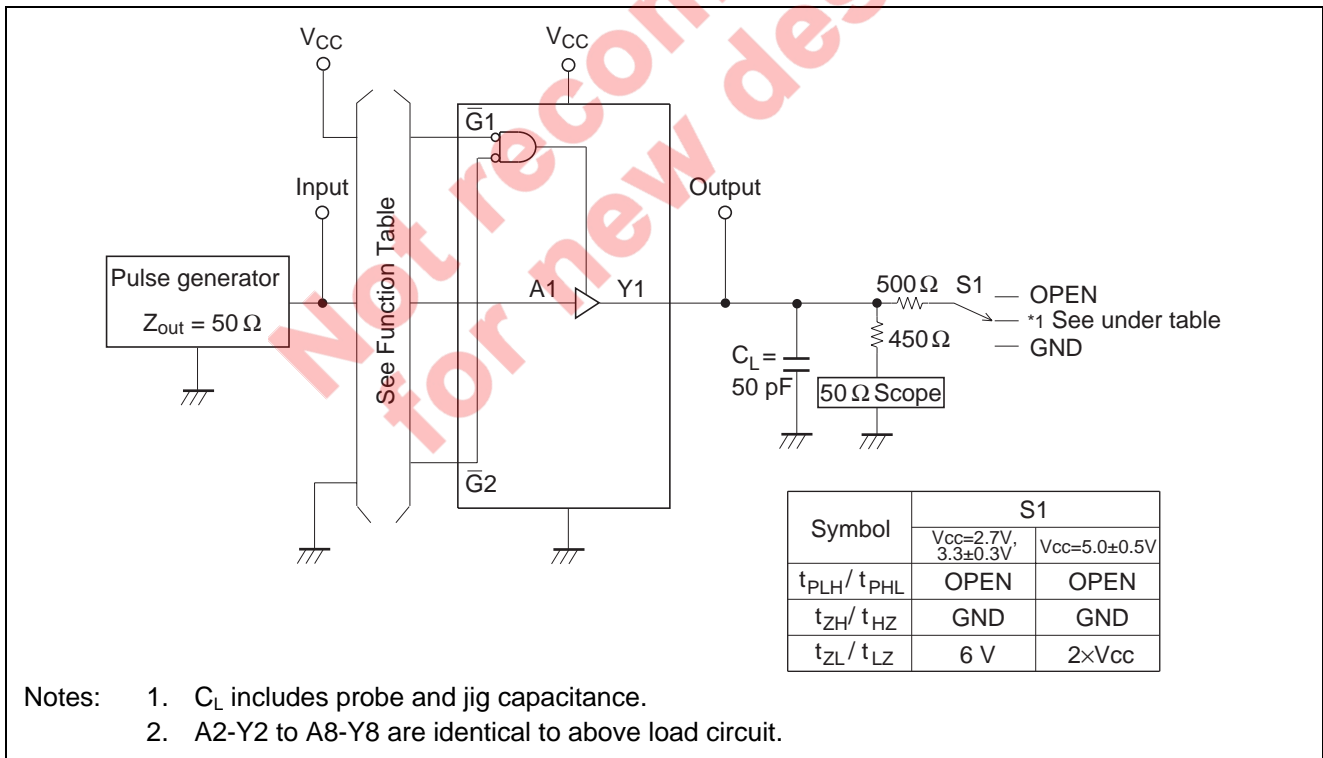 Not recom
for new des
VCC
VCC
G̅1
Input
Output
See Function Table
Pulse generator
Zout = 50 Ω
A1
Y1
500 Ω
S1
OPEN
*1 See under table
GND
450 Ω
CL =
50 pF
50 Ω Scope
G̅2
Symbol
S1
Vcc=2.7V,
3.3±0.3V
Vcc=5.0±0.5V
tPLH / tPHL
OPEN
OPEN
tZH / tHZ
GND
GND
tZL / tLZ
6 V
2×Vcc
Notes: 1. CL includes probe and jig capacitance.
2. A2-Y2 to A8-Y8 are identical to above load circuit.